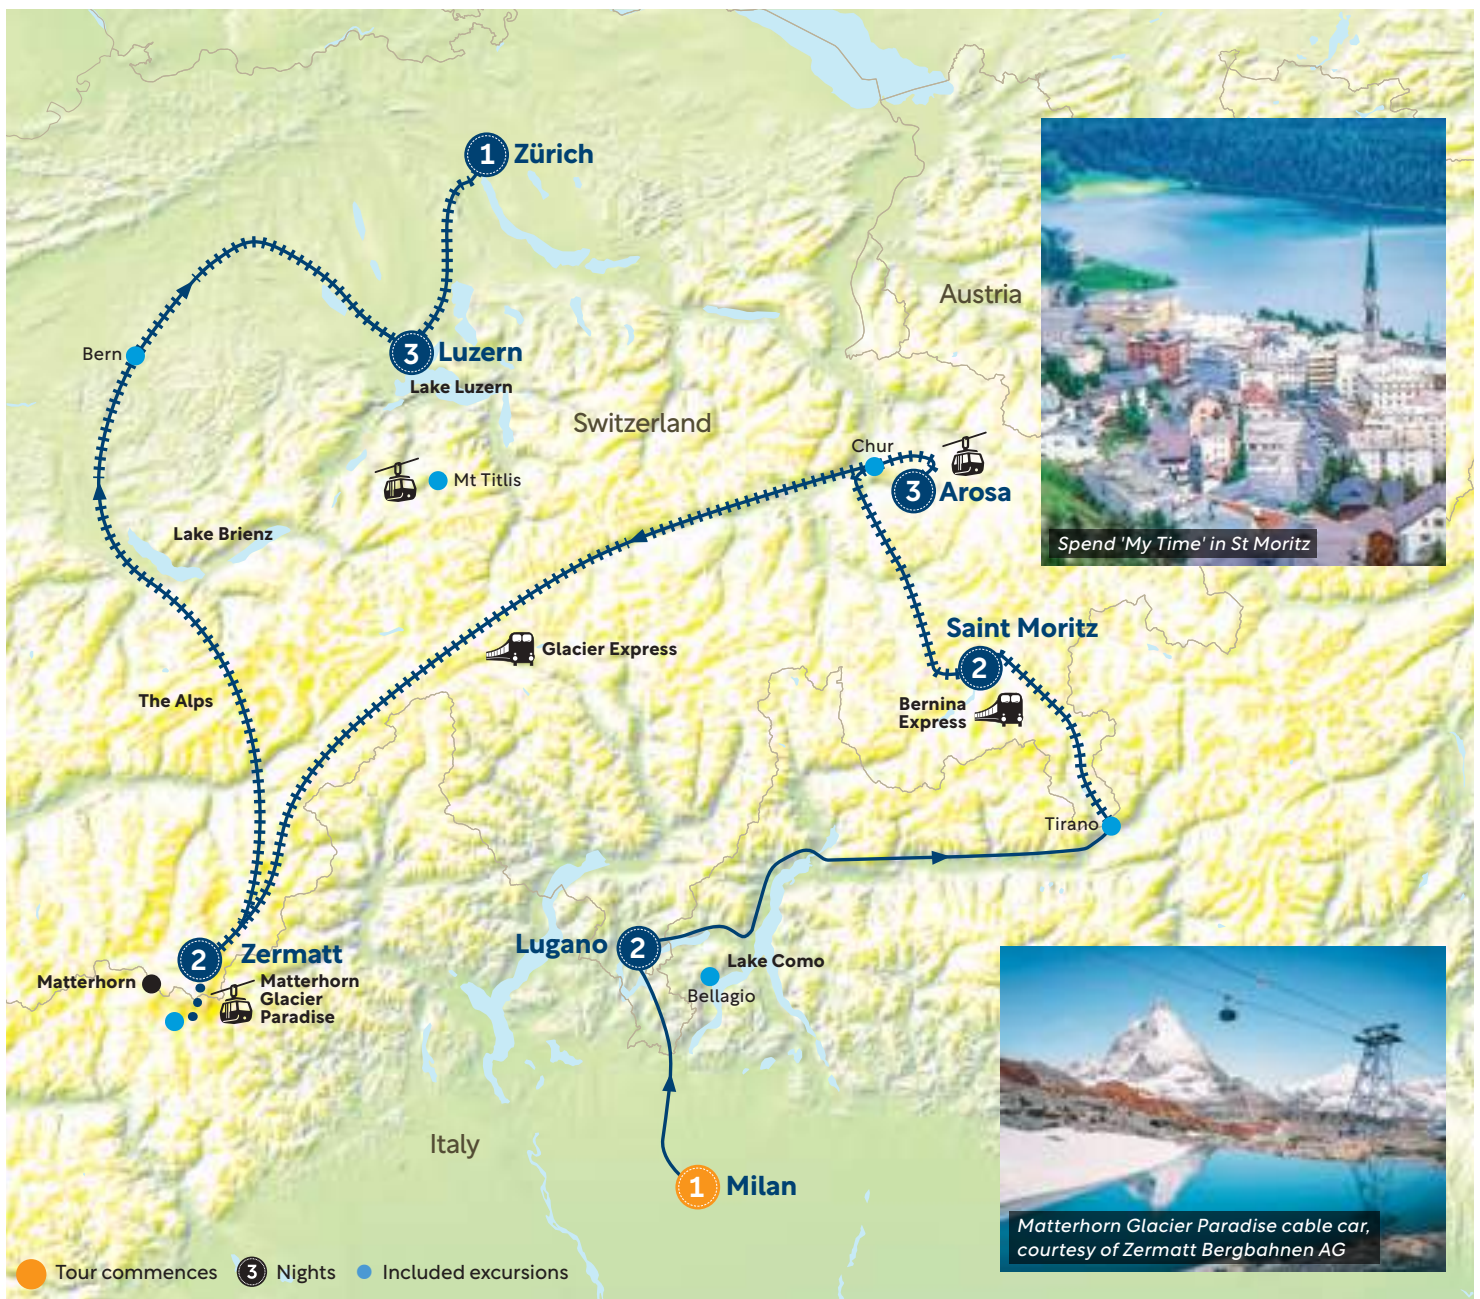 1 Zürich
Austria
Bern
3 Luzern
Lake Luzern
Switzerland
Chur
Mt Titlis
3 Arosa
Lake Brienz
Spend 'My Time' in St Moritz
Saint Moritz
2
Glacier Express
The Alps
Bernina
Express
Tirano
Lugano 2
2 Zermatt
Lake Como
Matterhorn
Matterhorn
Glacier
Paradise
Bellagio
Italy
1 Milan
Matterhorn Glacier Paradise cable car,
courtesy of Zermatt Bergbahnen AG
Tour commences
3 Nights
Included excursions